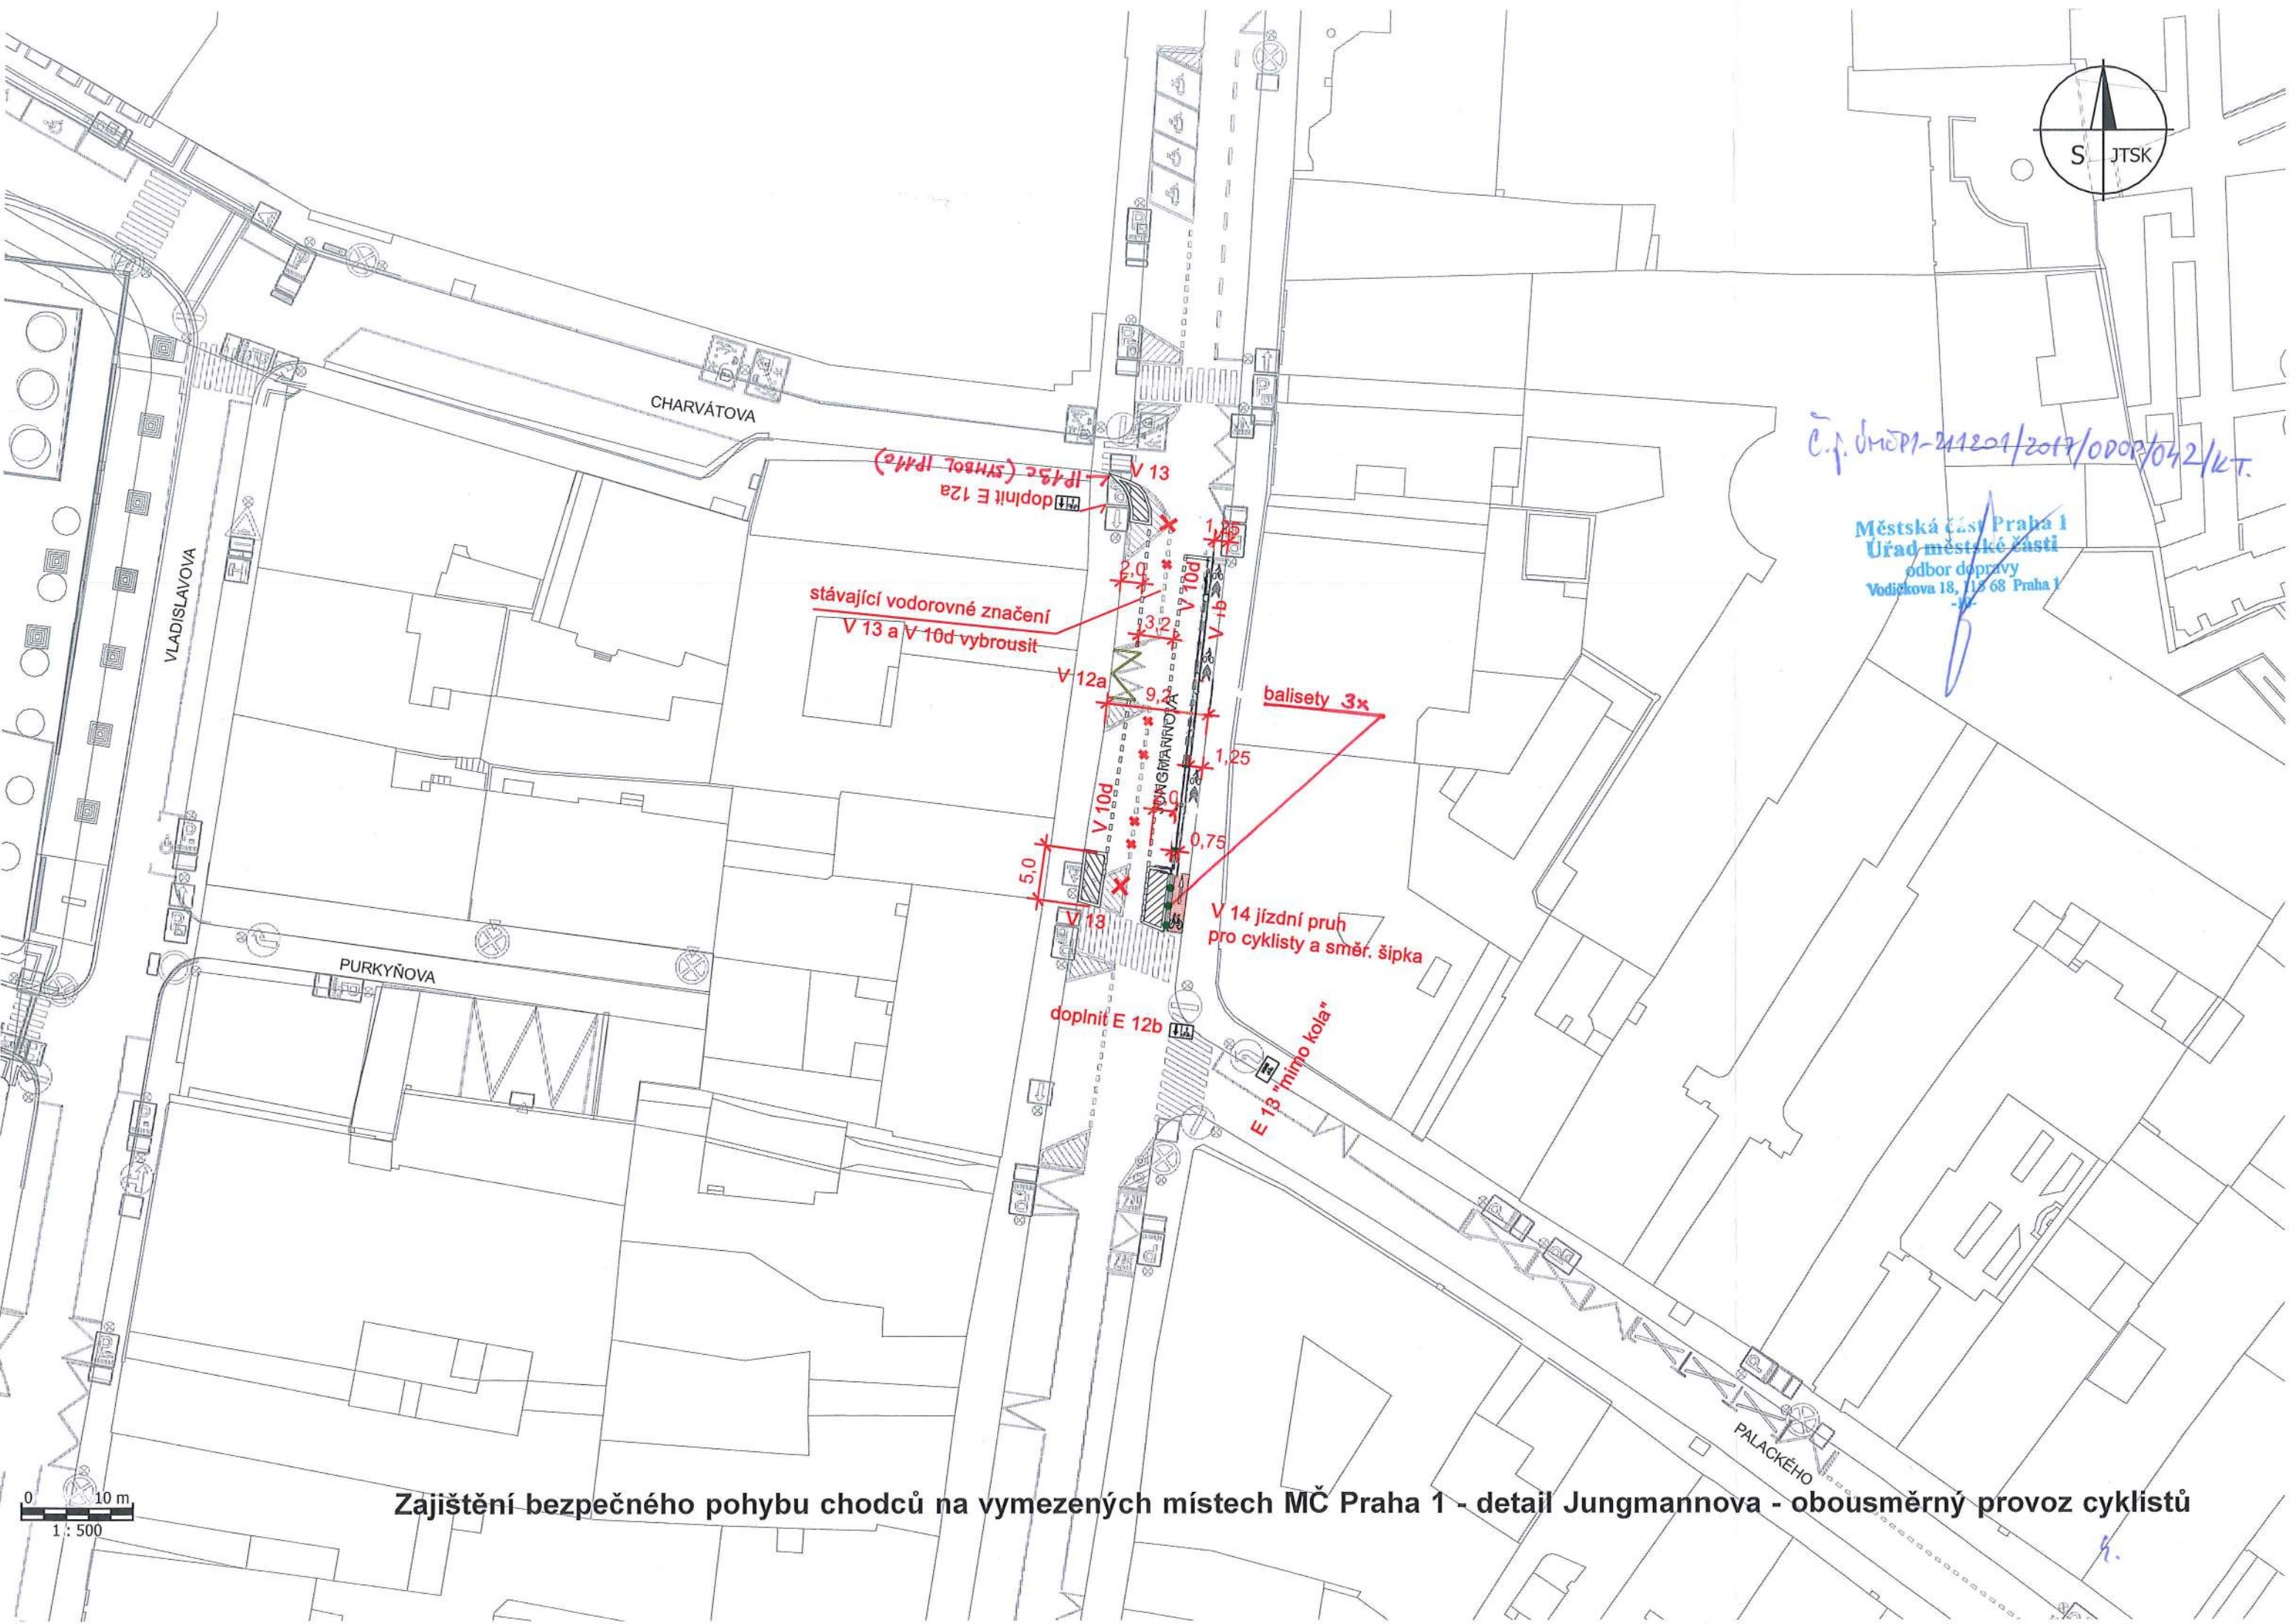 S JTSK
Č.j. ÚMČP1-211201/2017/ODOP/042/KT.
Městská část Praha 1
Úřad městské části
odbor dopravy
Vodičkova 18, 115 68 Praha 1
CHARVÁTOVA
IP13c (SYMBOL IP11c)
doplnit E 12a
V 13
1,25
2,0
V 10d
V 1b
stávající vodorovné značení
V 13 a V 10d vybrousit
3,2
VLADISLAVOVA
V 12a
9,2
JUNGMANNOVA
balisety 3x
1,25
V 10d
0,75
5,0
V 13
V 14 jízdní pruh
pro cyklisty a směr. šipka
PURKYŇOVA
doplnit E 12b
E 13 "mimo kola"
PALACKÉHO
0 10 m
1 : 500
Zajištění bezpečného pohybu chodců na vymezených místech MČ Praha 1 - detail Jungmannova - obousměrný provoz cyklistů